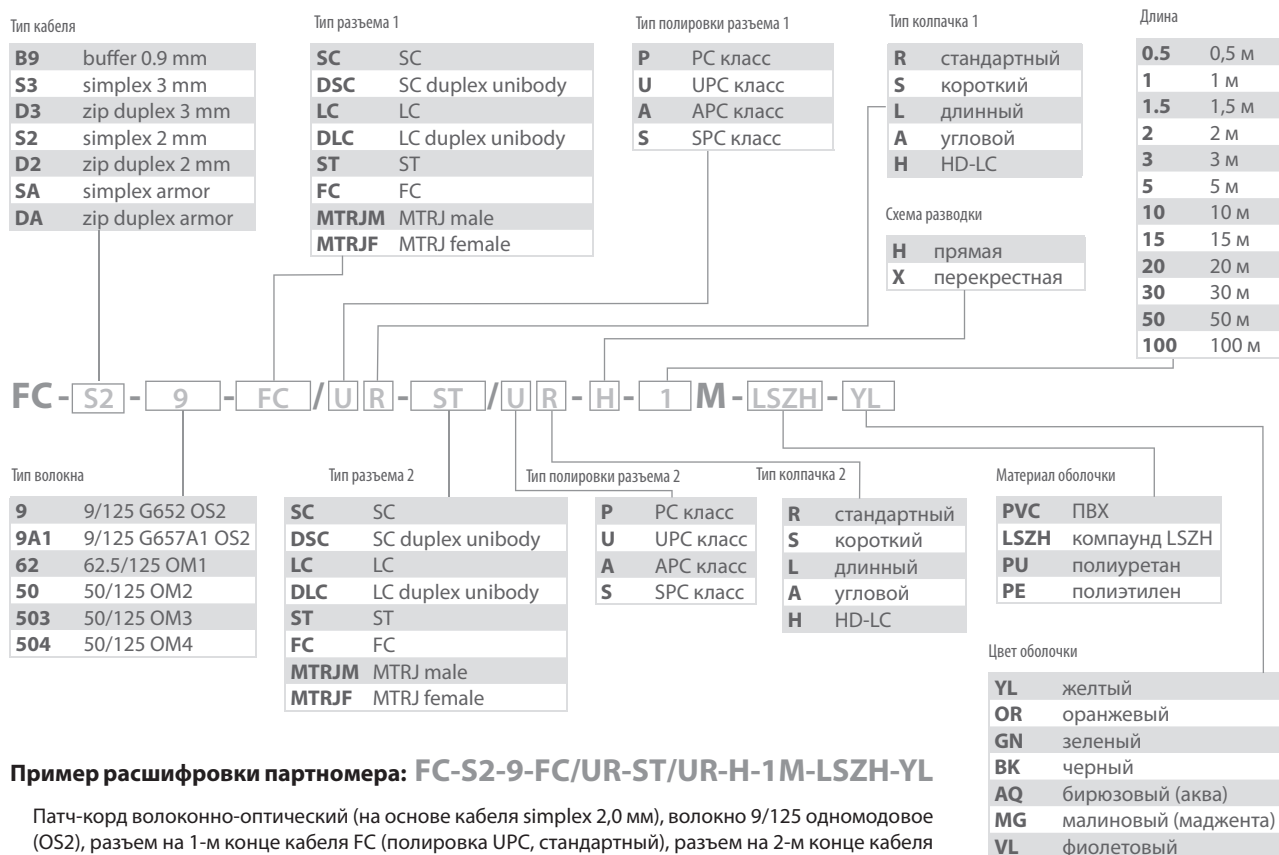 Тип кабеля
B9 buffer 0.9 mm
S3 simplex 3 mm
D3 zip duplex 3 mm
S2 simplex 2 mm
D2 zip duplex 2 mm
SA simplex armor
DA zip duplex armor
Тип разъема 1
SC SC
DSC SC duplex unibody
LC LC
DLC LC duplex unibody
ST ST
FC FC
MTRJM MTRJ male
MTRJF MTRJ female
Тип полировки разъема 1
P PC класс
U UPC класс
A APC класс
S SPC класс
Тип колпачка 1
R стандартный
S короткий
L длинный
A угловой
H HD-LC
Схема разводки
H прямая
X перекрестная
Длина
0.5 0,5 м
1 1 м
1.5 1,5 м
2 2 м
3 3 м
5 5 м
10 10 м
15 15 м
20 20 м
30 30 м
50 50 м
100 100 м
FC - S2 - 9 - FC / U R - ST / U R - H - 1 M - LSZH - YL
Тип волокна
9 9/125 G652 OS2
9A1 9/125 G657A1 OS2
62 62.5/125 OM1
50 50/125 OM2
503 50/125 OM3
504 50/125 OM4
Тип разъема 2
SC SC
DSC SC duplex unibody
LC LC
DLC LC duplex unibody
ST ST
FC FC
MTRJM MTRJ male
MTRJF MTRJ female
Тип полировки разъема 2
P PC класс
U UPC класс
A APC класс
S SPC класс
Тип колпачка 2
R стандартный
S короткий
L длинный
A угловой
H HD-LC
Материал оболочки
PVC ПВХ
LSZH компаунд LSZH
PU полиуретан
PE полиэтилен
Цвет оболочки
YL желтый
OR оранжевый
GN зеленый
BK черный
AQ бирюзовый (аква)
MG малиновый (маджента)
VL фиолетовый
Пример расшифровки партномера: FC-S2-9-FC/UR-ST/UR-H-1M-LSZH-YL
Патч-корд волоконно-оптический (на основе кабеля simplex 2,0 мм), волокно 9/125 одномодовое
(OS2), разъем на 1-м конце кабеля FC (полировка UPC, стандартный), разъем на 2-м конце кабеля